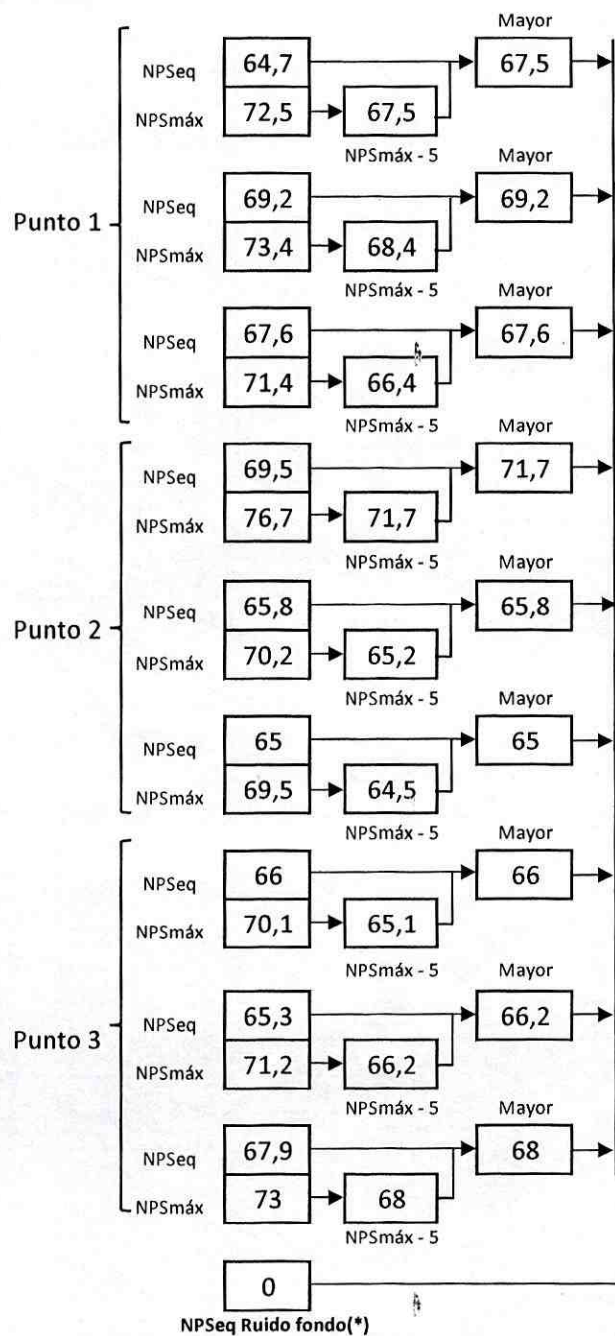 Mayor
NPSeq 64,7 67,5
NPSmáx 72,5 67,5
NPSmáx - 5
Mayor
NPSeq 69,2 69,2
Punto 1
NPSmáx 73,4 68,4
NPSmáx - 5
Mayor
NPSeq 67,6 67,6
NPSmáx 71,4 66,4
NPSmáx - 5
Mayor
NPSeq 69,5 71,7
NPSmáx 76,7 71,7
NPSmáx - 5
Mayor
NPSeq 65,8 65,8
Punto 2
NPSmáx 70,2 65,2
NPSmáx - 5
Mayor
NPSeq 65 65
NPSmáx 69,5 64,5
NPSmáx - 5
Mayor
NPSeq 66 66
NPSmáx 70,1 65,1
NPSmáx - 5
Mayor
NPSeq 65,3 66,2
Punto 3
NPSmáx 71,2 66,2
NPSmáx - 5
Mayor
NPSeq 67,9 68
NPSmáx 73 68
NPSmáx - 5
0
NPSeq Ruido fondo(*)